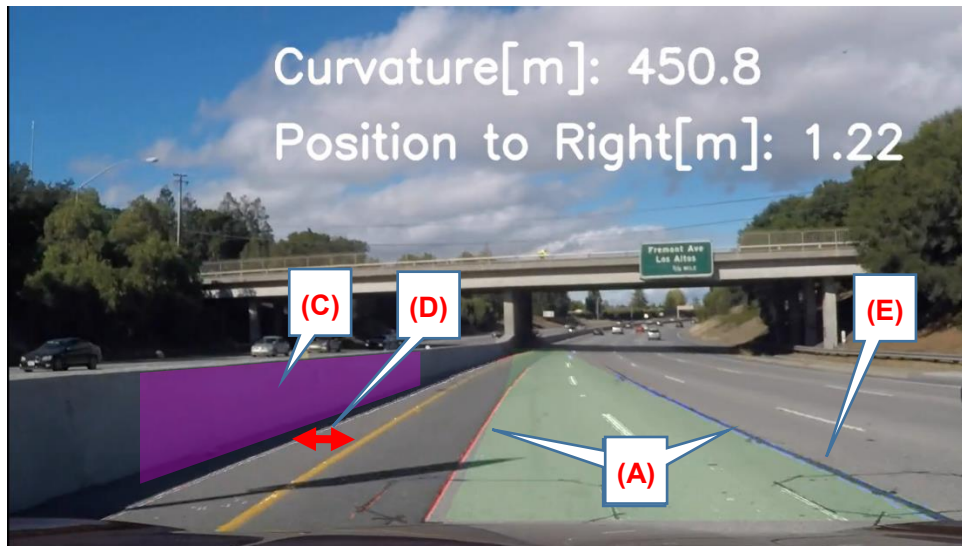 Curvature[m]: 450.8
Position to Right[m]: 1.22
Fremont Ave
Los Altos
(C)
(D)
(E)
(A)